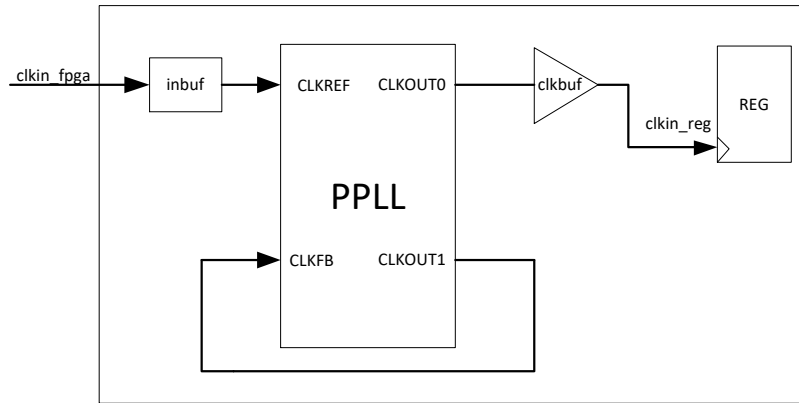 clkin_fpga
inbuf
CLKREF
CLKOUT0
clkbuf
clkin_reg
REG
PPLL
CLKFB
CLKOUT1